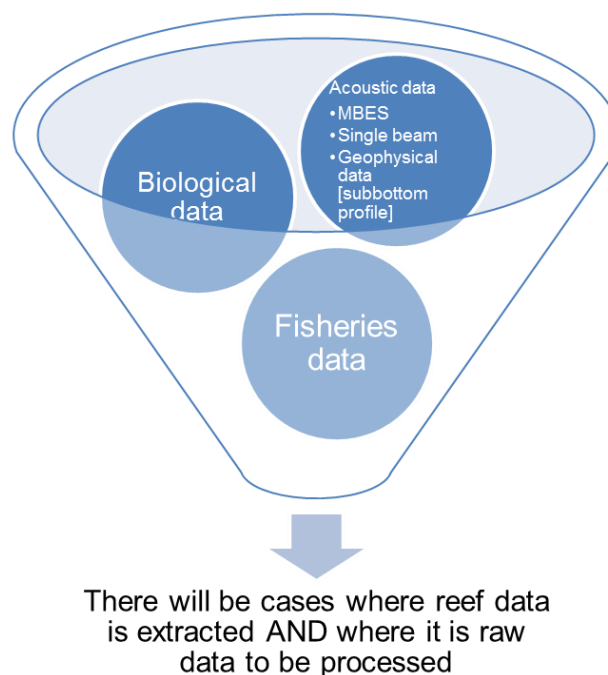 Acoustic data
•MBES
•Single beam
•Geophysical
data
[subbottom
profile]
Biological
data
Fisheries
data
There will be cases where reef data
is extracted AND where it is raw
data to be processed